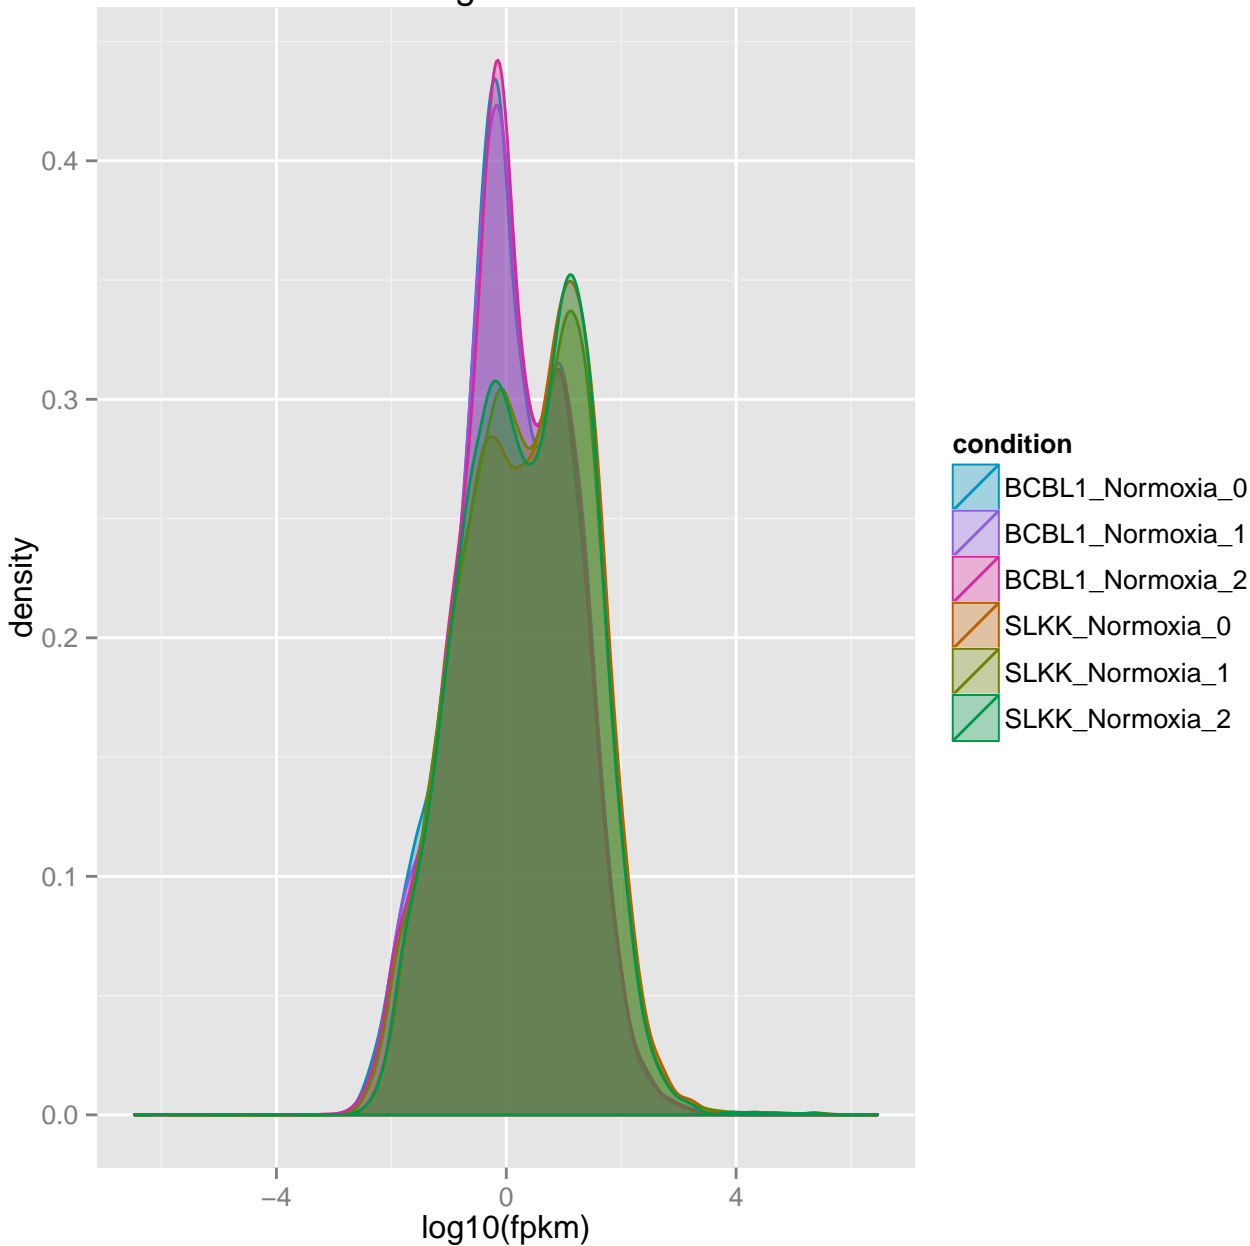 0.4
0.3
0.2
0.1
0.0
density
−4
0
4
log10(fpkm)
condition
BCBL1_Normoxia_0
BCBL1_Normoxia_1
BCBL1_Normoxia_2
SLKK_Normoxia_0
SLKK_Normoxia_1
SLKK_Normoxia_2